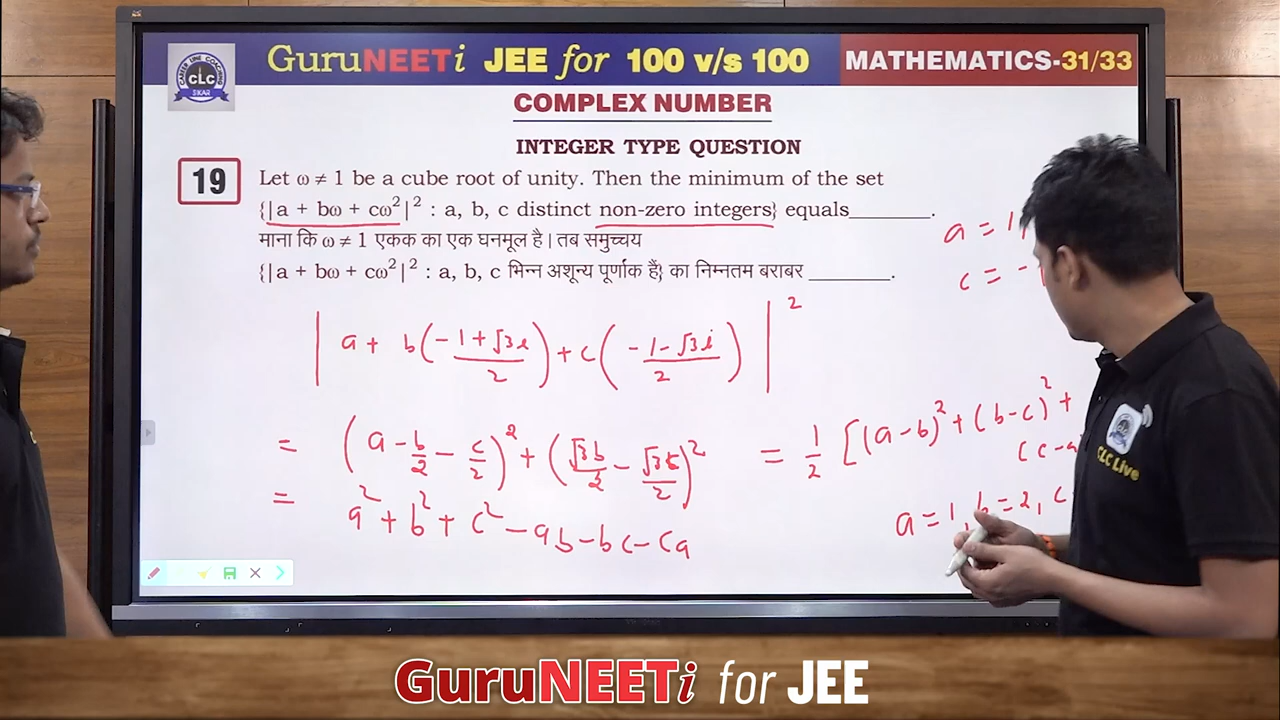 GuruNEETi JEE for 100 v/s 100
MATHEMATICS-31/33
CLC
SIKAR
COMPLEX NUMBER
INTEGER TYPE QUESTION
19
Let ω ≠ 1 be a cube root of unity. Then the minimum of the set
{|a + bω + cω²|² : a, b, c distinct non-zero integers} equals________.
माना कि ω ≠ 1 एकक का एक घनमूल है। तब समुच्चय
{|a + bω + cω²|² : a, b, c भिन्न अशून्य पूर्णांक हैं} का निम्नतम बराबर ________.
a = 1,
c = -
| a + b(-1+√3i / 2) + c(-1-√3i / 2) |²
= (a - b/2 - c/2)² + (√3b/2 - √3c/2)²
= 1/2 [(a-b)² + (b-c)² +
(c-a
= a² + b² + c² - ab - bc - ca
a = 1, b = 2, c
CLC Live
GuruNEETi for JEE